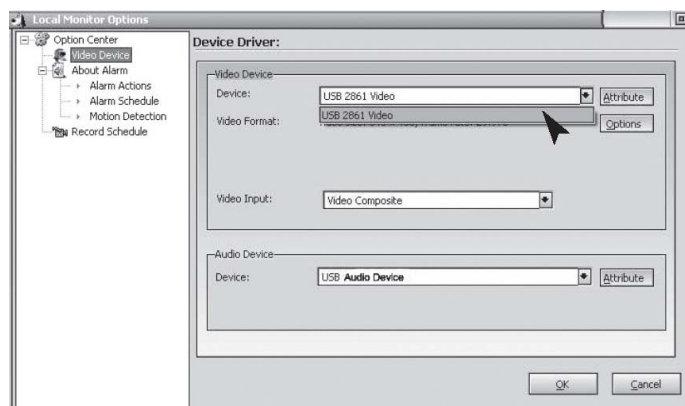 Local Monitor Options
Option Center
Video Device
About Alarm
Alarm Actions
Alarm Schedule
Motion Detection
Record Schedule
Device Driver:
Video Device
Device:
USB 2861 Video
Attribute
USB 2861 Video
Video Format:
Options
Video Input:
Video Composite
Audio Device
Device:
USB Audio Device
Attribute
OK
Cancel